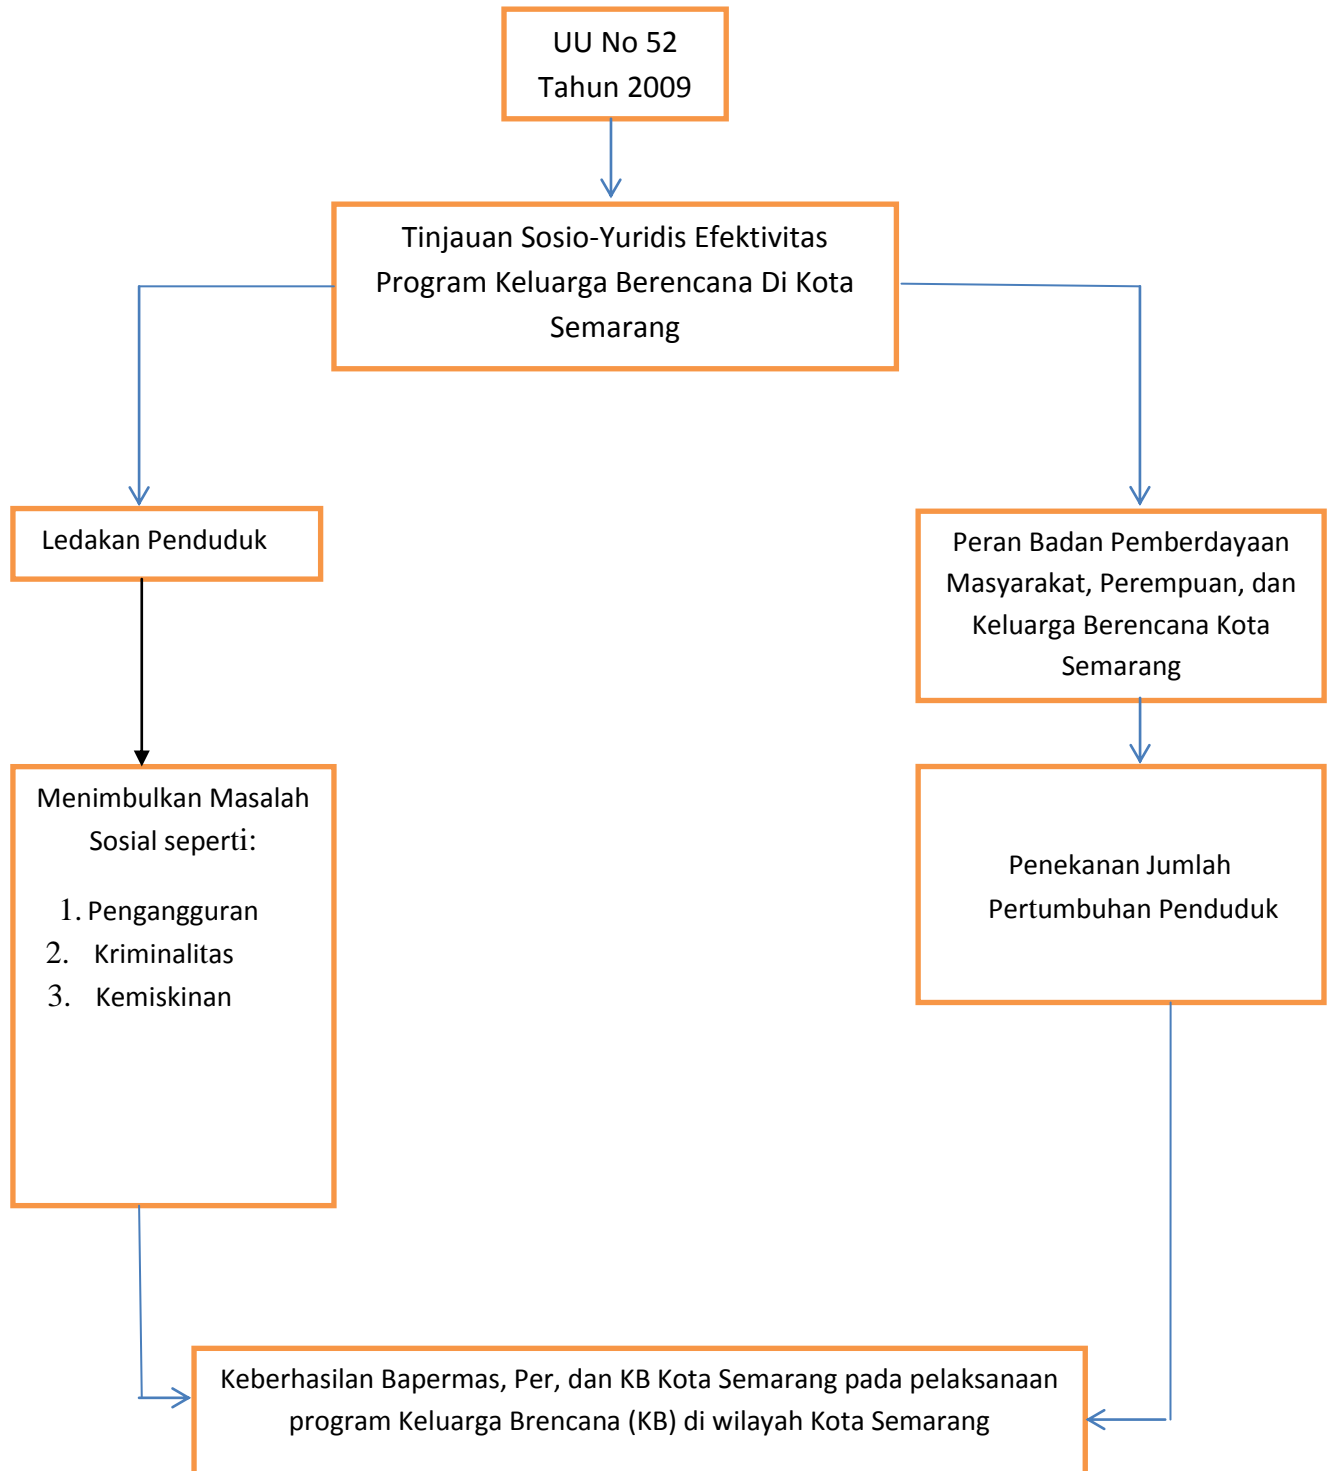 UU No 52
Tahun 2009
Tinjauan Sosio-Yuridis Efektivitas
Program Keluarga Berencana Di Kota
Semarang
Ledakan Penduduk
Peran Badan Pemberdayaan
Masyarakat, Perempuan, dan
Keluarga Berencana Kota
Semarang
Menimbulkan Masalah
Sosial seperti:
1. Pengangguran
2. Kriminalitas
3. Kemiskinan
Penekanan Jumlah
Pertumbuhan Penduduk
Keberhasilan Bapermas, Per, dan KB Kota Semarang pada pelaksanaan
program Keluarga Brencana (KB) di wilayah Kota Semarang